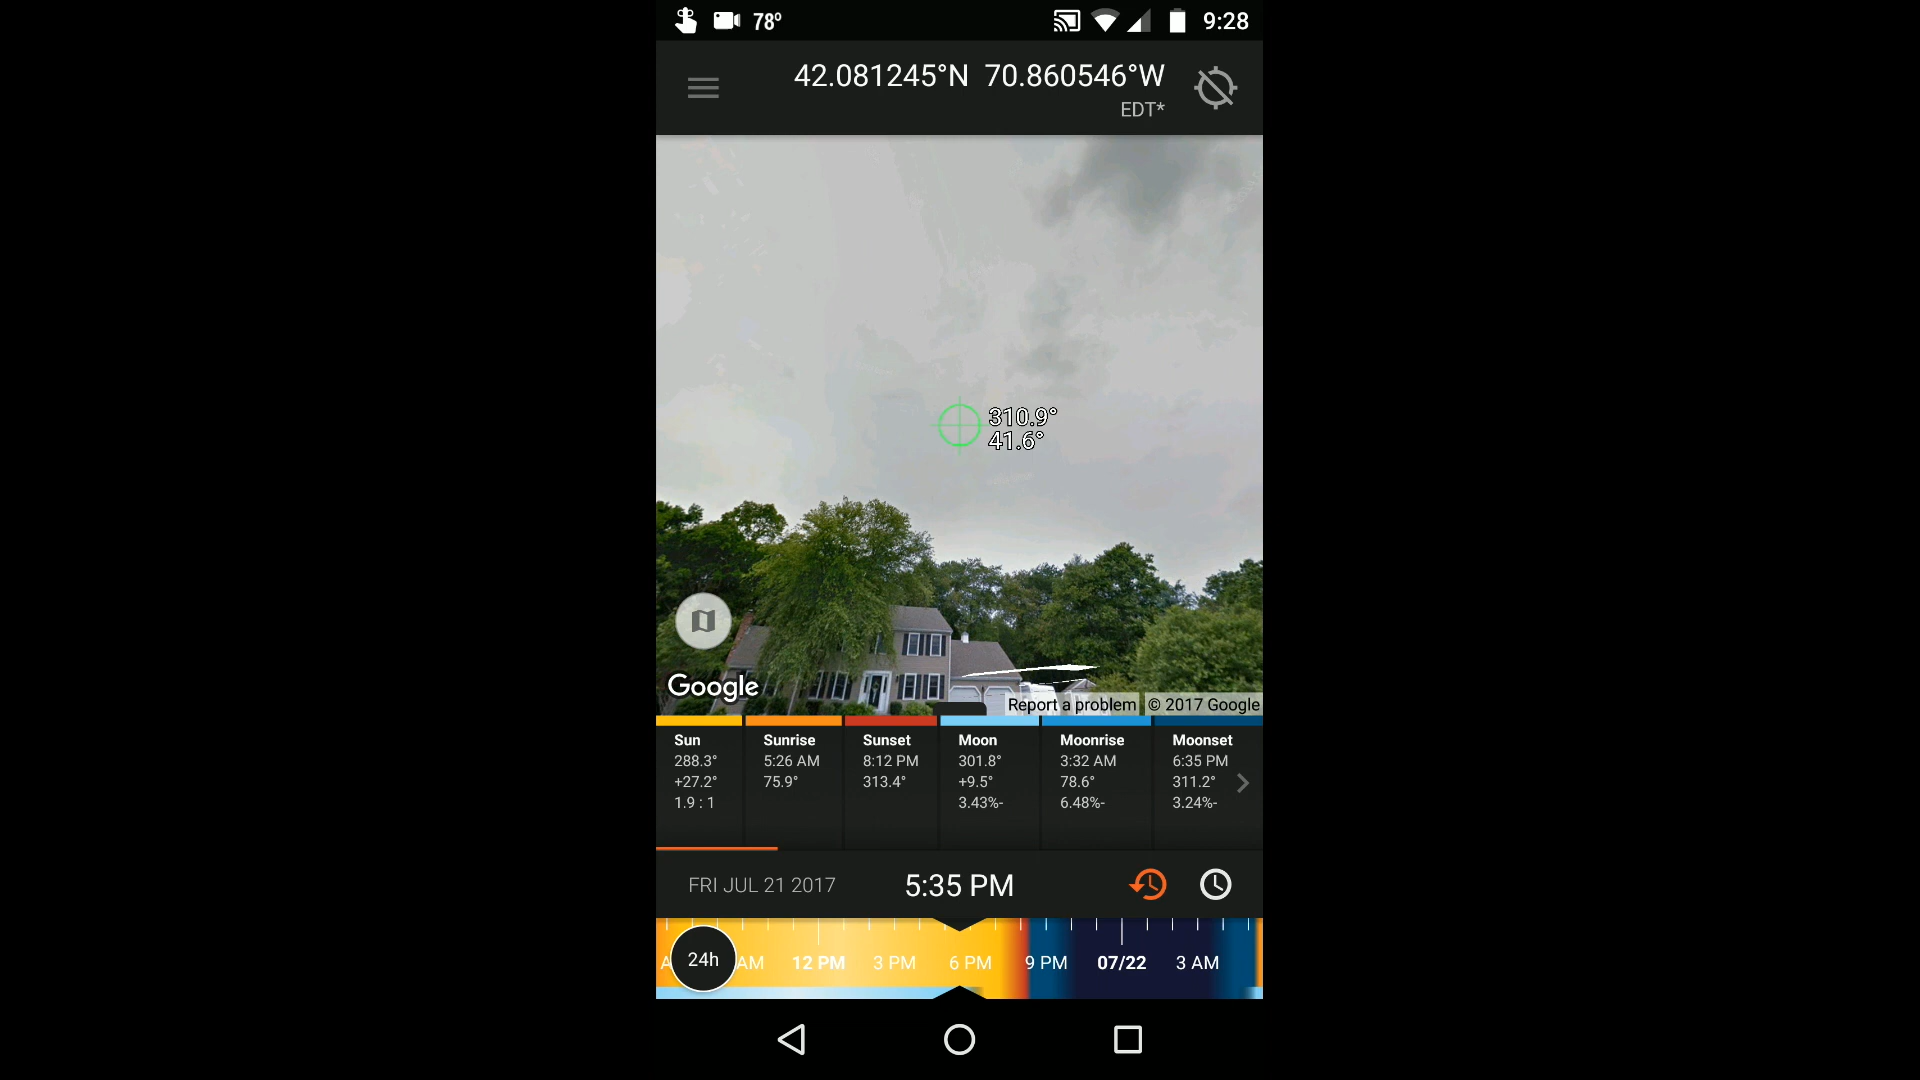 78° 9:28
42.081245°N 70.860546°W
EDT*
310.9°
41.6°
Google
Report a problem © 2017 Google
Sun Sunrise Sunset Moon Moonrise Moonset
288.3° 5:26 AM 8:12 PM 301.8° 3:32 AM 6:35 PM
+27.2° 75.9° 313.4° +9.5° 78.6° 311.2°
1.9 : 1 3.43%- 6.48%- 3.24%-
FRI JUL 21 2017 5:35 PM
A 24h AM 12 PM 3 PM 6 PM 9 PM 07/22 3 AM